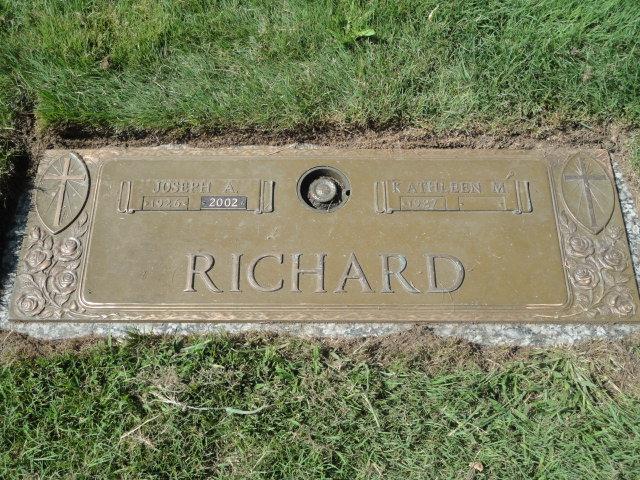 JOSEPH A.
1926 2002
KATHLEEN M
1927
RICHARD